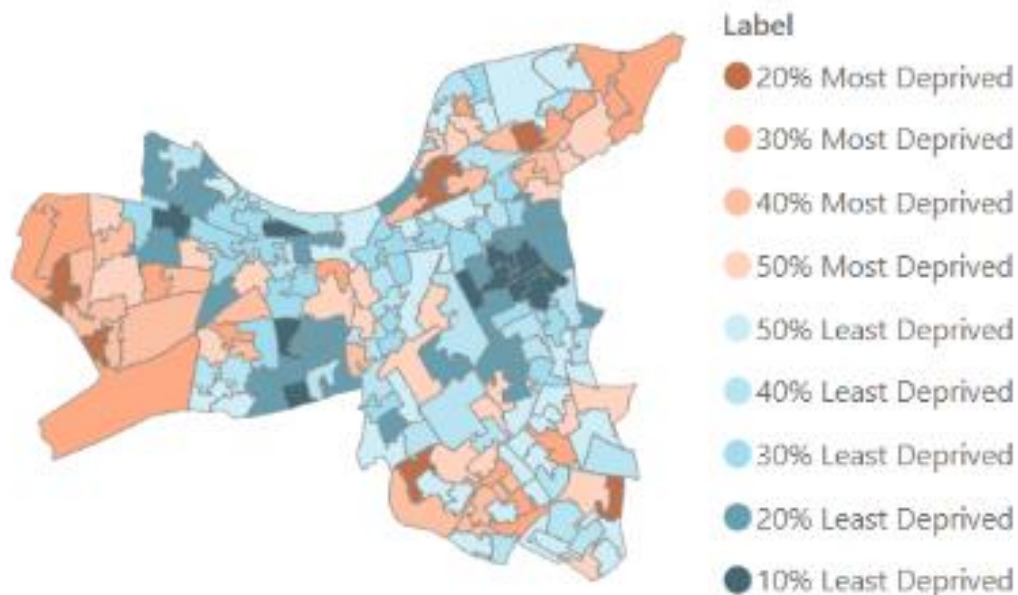 Label
20% Most Deprived
30% Most Deprived
40% Most Deprived
50% Most Deprived
50% Least Deprived
40% Least Deprived
30% Least Deprived
20% Least Deprived
10% Least Deprived